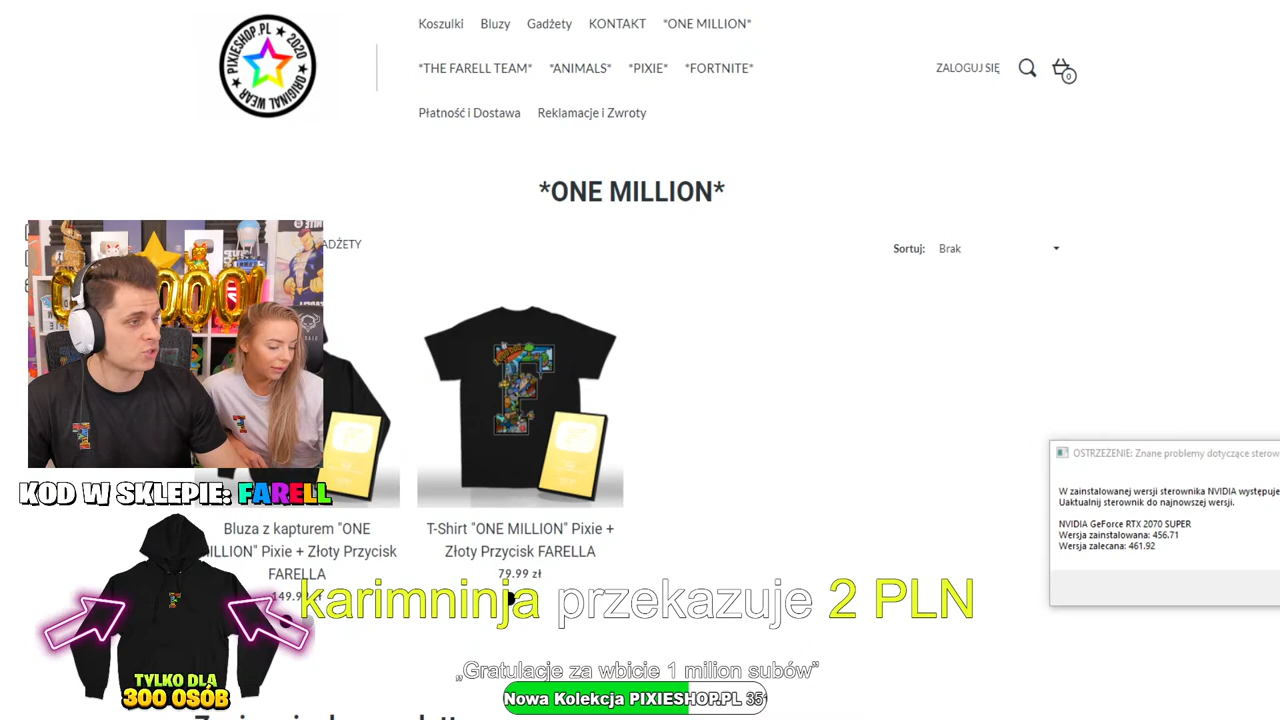 PIXIESHOP.PL ★ 2020 ★ ORIGINAL WEAR ★
Koszulki Bluzy Gadżety KONTAKT *ONE MILLION*
*THE FARELL TEAM* *ANIMALS* *PIXIE* *FORTNITE*
Płatność i Dostawa Reklamacje i Zwroty
ZALOGUJ SIĘ
0
*ONE MILLION*
Sortuj: Brak
KOD W SKLEPIE: FARELL
Bluza z kapturem "ONE
MILLION" Pixie + Złoty Przycisk
FARELLA
T-Shirt "ONE MILLION" Pixie +
Złoty Przycisk FARELLA
79.99 zł
karimninja przekazuje 2 PLN
„Gratulacje za wbicie 1 milion subów”
Nowa Kolekcja PIXIESHOP.PL
TYLKO DLA
300 OSÓB
OSTRZEŻENIE: Znane problemy dotyczące
W zainstalowanej wersji sterownika NVIDIA występuje
Uaktualnij sterownik do najnowszej wersji.
NVIDIA GeForce RTX 2070 SUPER
Wersja zainstalowana: 456.71
Wersja zalecana: 461.92